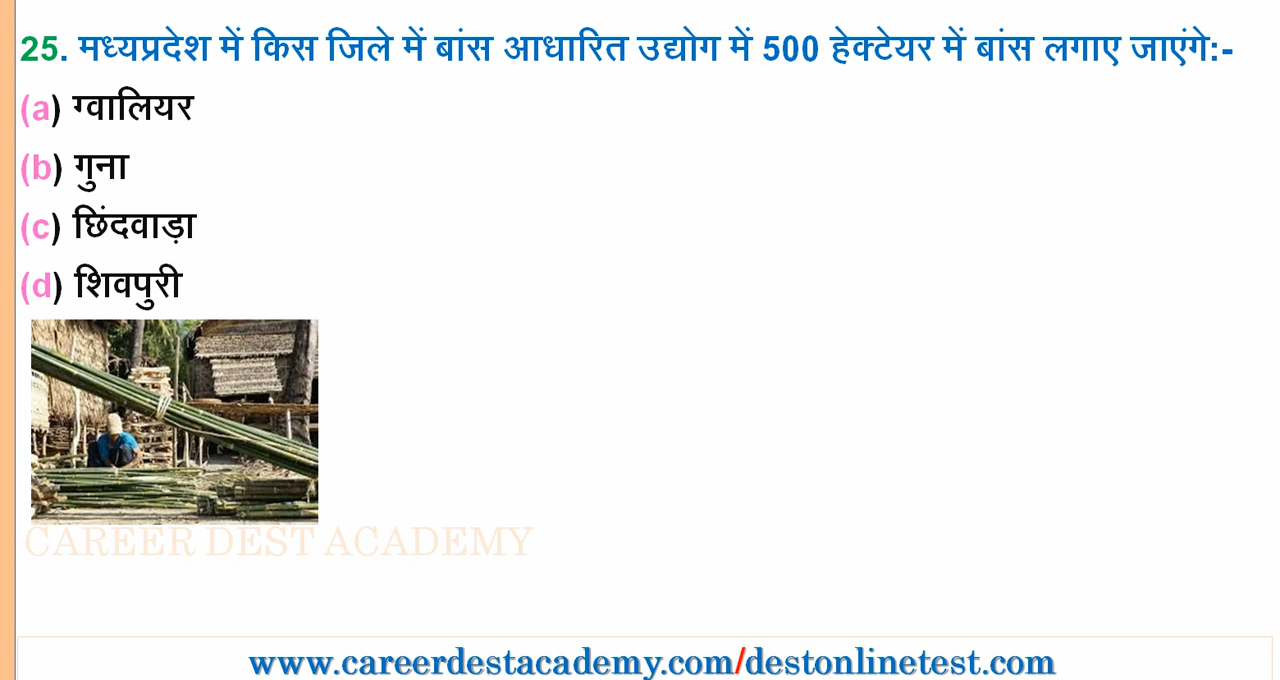 25. मध्यप्रदेश में किस जिले में बांस आधारित उद्योग में 500 हेक्टेयर में बांस लगाए जाएंगे:-
(a) ग्वालियर
(b) गुना
(c) छिंदवाड़ा
(d) शिवपुरी
CAREER DEST ACADEMY
www.careerdestacademy.com/destonlinetest.com